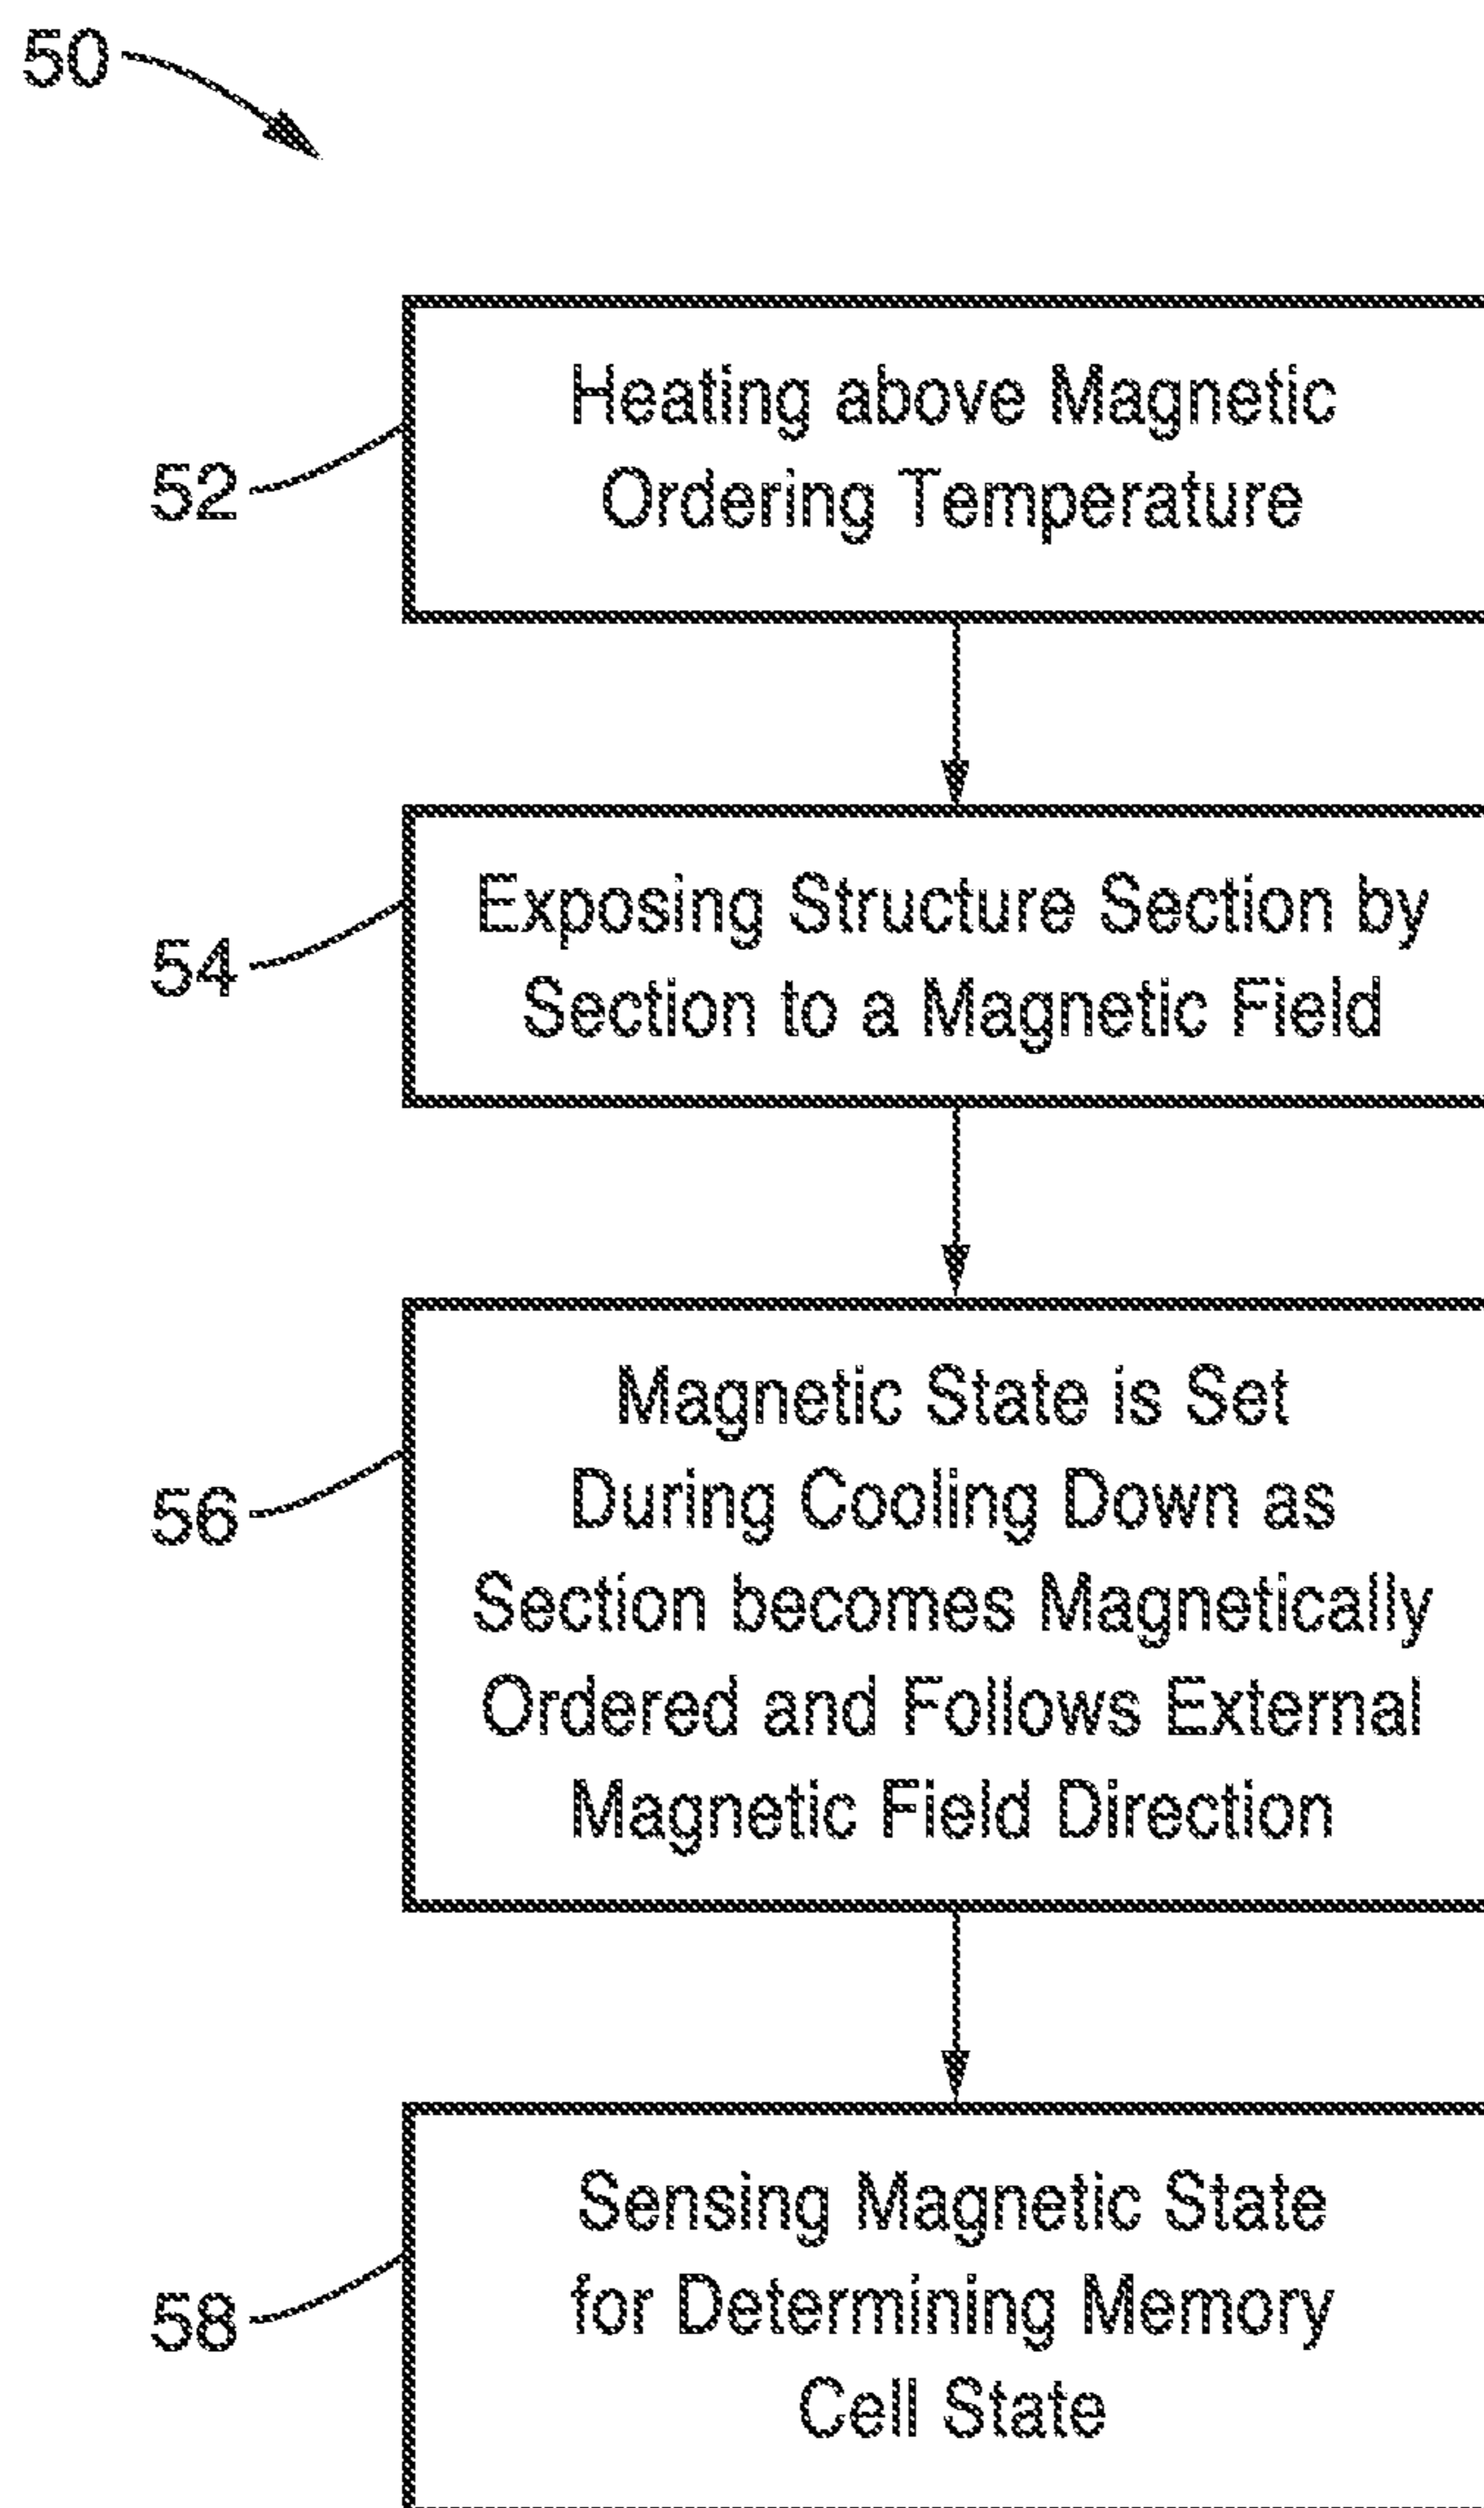 50
52
Heating above Magnetic
Ordering Temperature
54
Exposing Structure Section by
Section to a Magnetic Field
56
Magnetic State is Set
During Cooling Down as
Section becomes Magnetically
Ordered and Follows External
Magnetic Field Direction
58
Sensing Magnetic State
for Determining Memory
Cell State